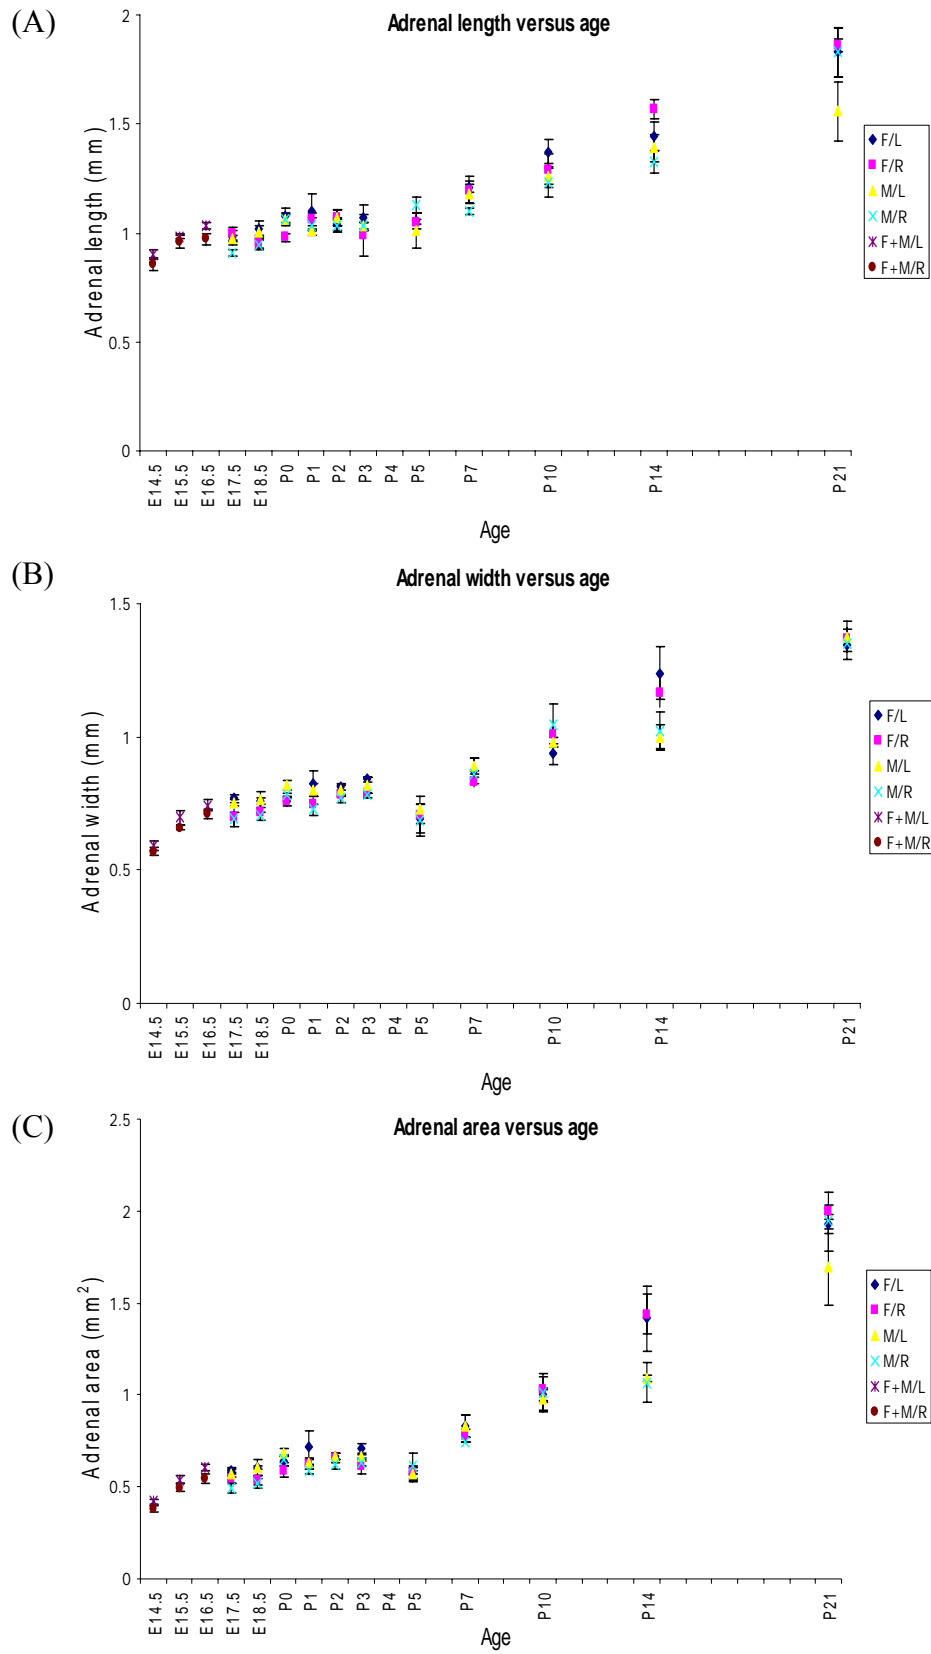 (A)
Adrenal length versus age
2
1.5
1
0.5
0
Adrenal length (mm)
E14.5 E15.5 E16.5 E17.5 E18.5 P0 P1 P2 P3 P4 P5 P7 P10 P14 P21
Age
F/L
F/R
M/L
M/R
F+M/L
F+M/R
(B)
Adrenal width versus age
1.5
1
0.5
0
Adrenal width (mm)
E14.5 E15.5 E16.5 E17.5 E18.5 P0 P1 P2 P3 P4 P5 P7 P10 P14 P21
Age
F/L
F/R
M/L
M/R
F+M/L
F+M/R
(C)
Adrenal area versus age
2.5
2
1.5
1
0.5
0
Adrenal area (mm²)
E14.5 E15.5 E16.5 E17.5 E18.5 P0 P1 P2 P3 P4 P5 P7 P10 P14 P21
Age
F/L
F/R
M/L
M/R
F+M/L
F+M/R